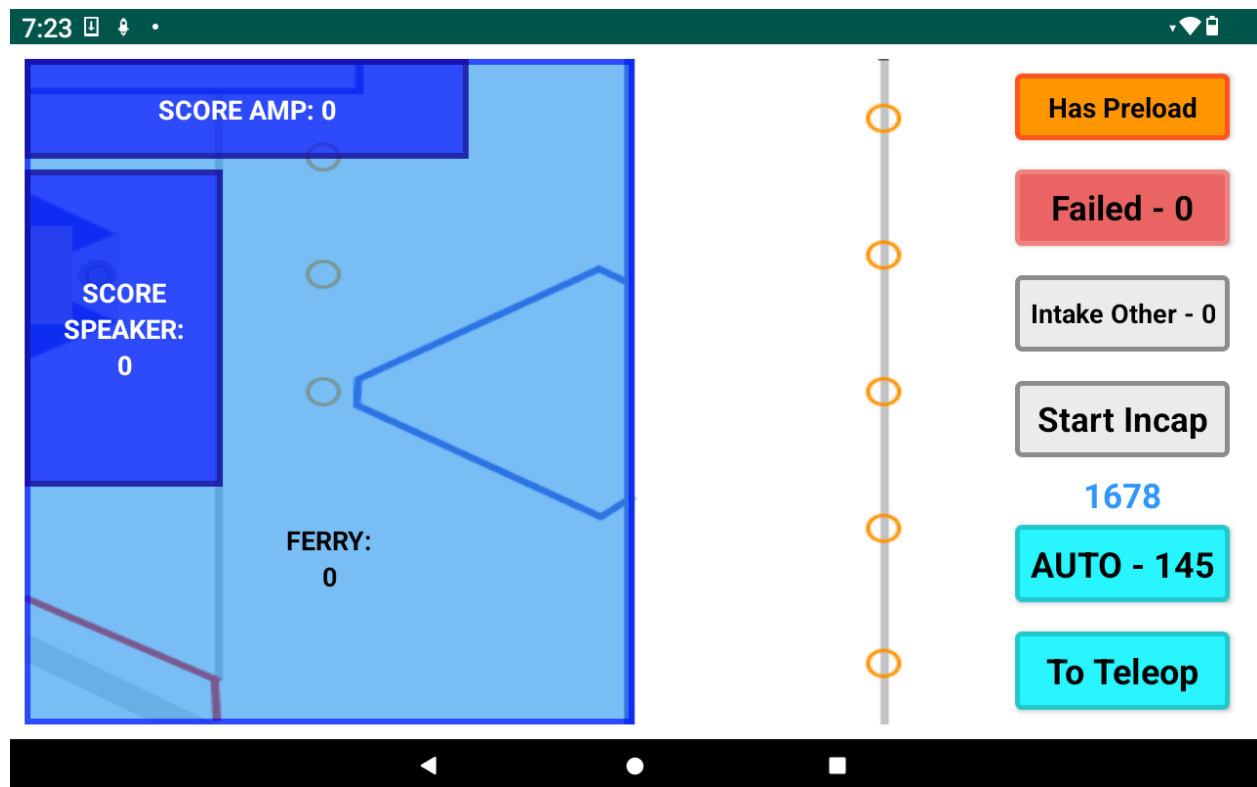 7:23
SCORE AMP: 0
SCORE
SPEAKER:
0
FERRY:
0
Has Preload
Failed - 0
Intake Other - 0
Start Incap
1678
AUTO - 145
To Teleop